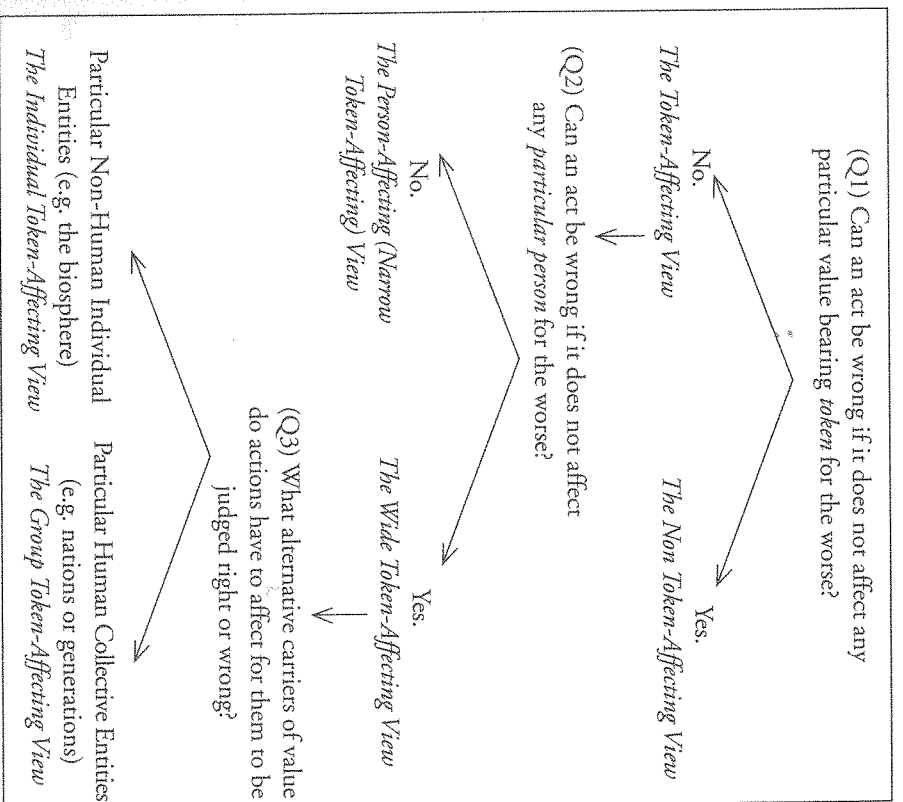 (Q1) Can an act be wrong if it does not affect any
particular value bearing token for the worse?
No.
Yes.
The Token-Affecting View
The Non Token-Affecting View
(Q2) Can an act be wrong if it does not affect
any particular person for the worse?
No.
Yes.
The Person-Affecting (Narrow
Token-Affecting) View
The Wide Token-Affecting View
(Q3) What alternative carriers of value
do actions have to affect for them to be
judged right or wrong?
Particular Non-Human Individual
Entities (e.g. the biosphere)
The Individual Token-Affecting View
Particular Human Collective Entities
(e.g. nations or generations)
The Group Token-Affecting View